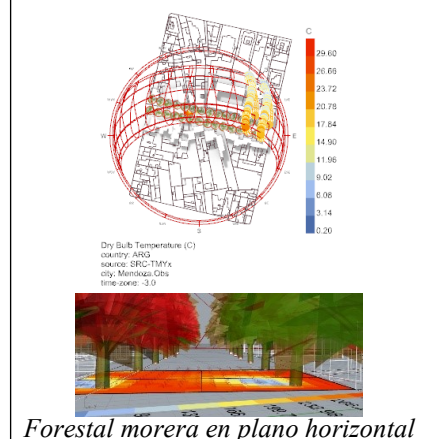 C
29.60
26.66
23.72
20.78
17.84
14.90
11.96
9.02
6.08
3.14
0.20
W
E
S
Dry Bulb Temperature (C)
country: ARG
source: SRC-TMYx
city: Mendoza.Obs
time-zone: -3.0
Forestal morera en plano horizontal